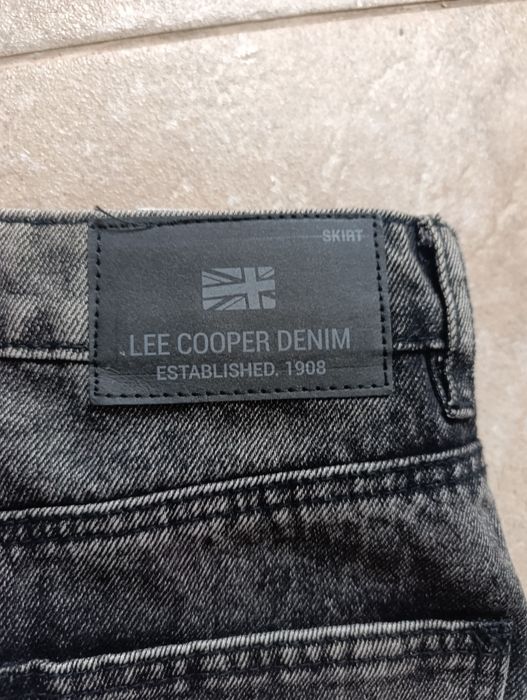 SKIRT
LEE COOPER DENIM
ESTABLISHED. 1908